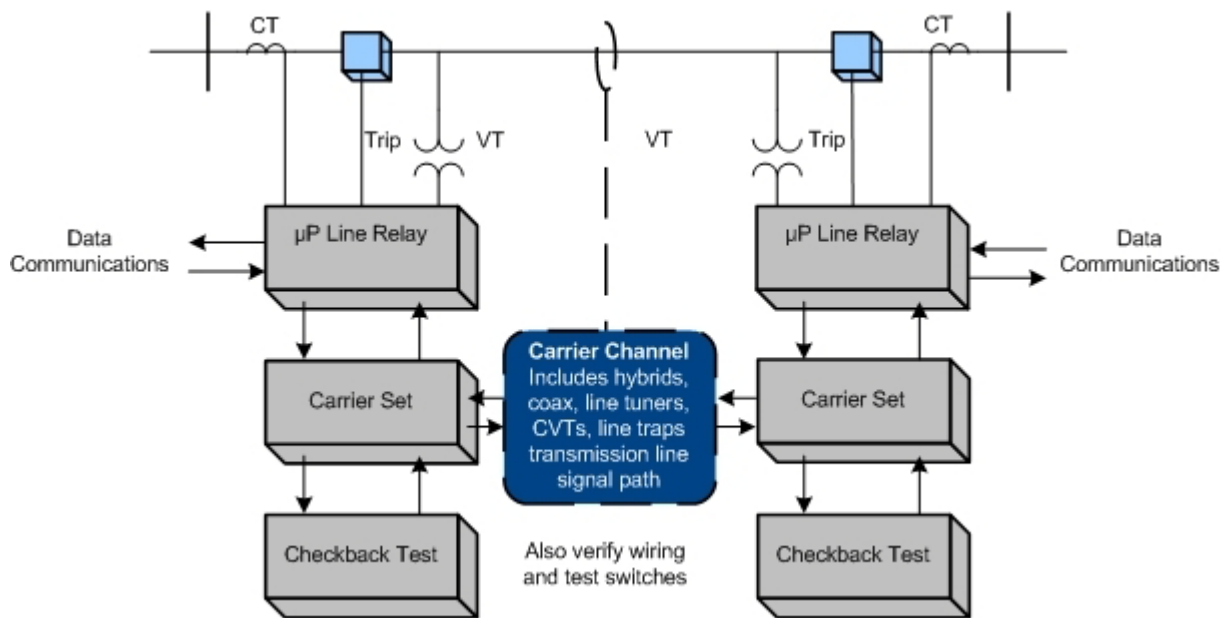 CT
CT
Trip
VT
VT
Trip
µP Line Relay
µP Line Relay
Data
Communications
Data
Communications
Carrier Channel
Includes hybrids,
coax, line tuners,
CVTs, line traps
transmission line
signal path
Carrier Set
Carrier Set
Checkback Test
Also verify wiring
and test switches
Checkback Test